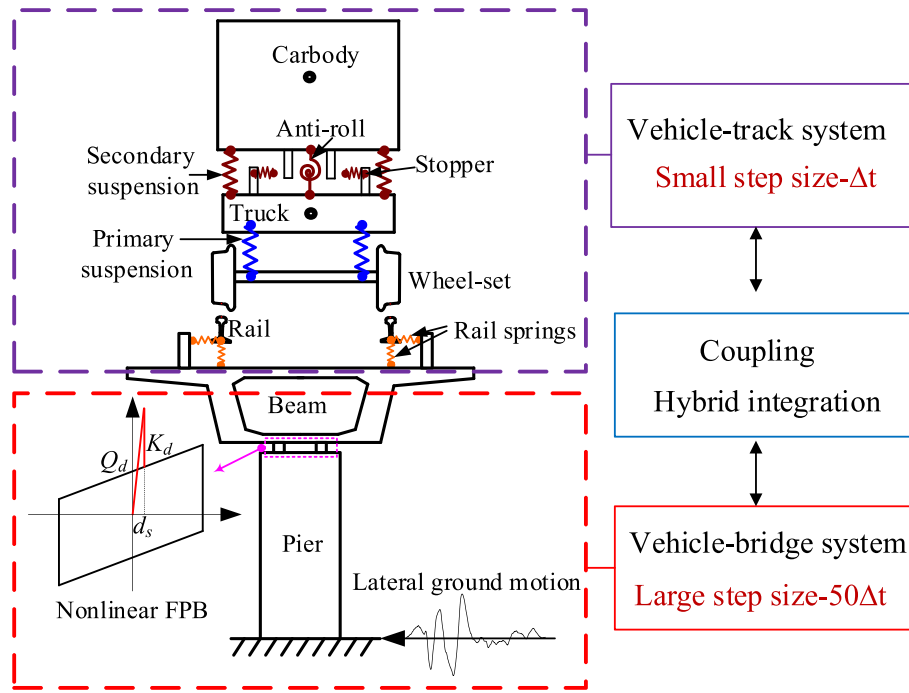 Carbody
Anti-roll
Secondary
suspension
Stopper
Truck
Primary
suspension
Wheel-set
Rail
Rail springs
Beam
Q_d
K_d
d_s
Pier
Nonlinear FPB
Lateral ground motion
Vehicle-track system
Small step size-Δt
Coupling
Hybrid integration
Vehicle-bridge system
Large step size-50Δt